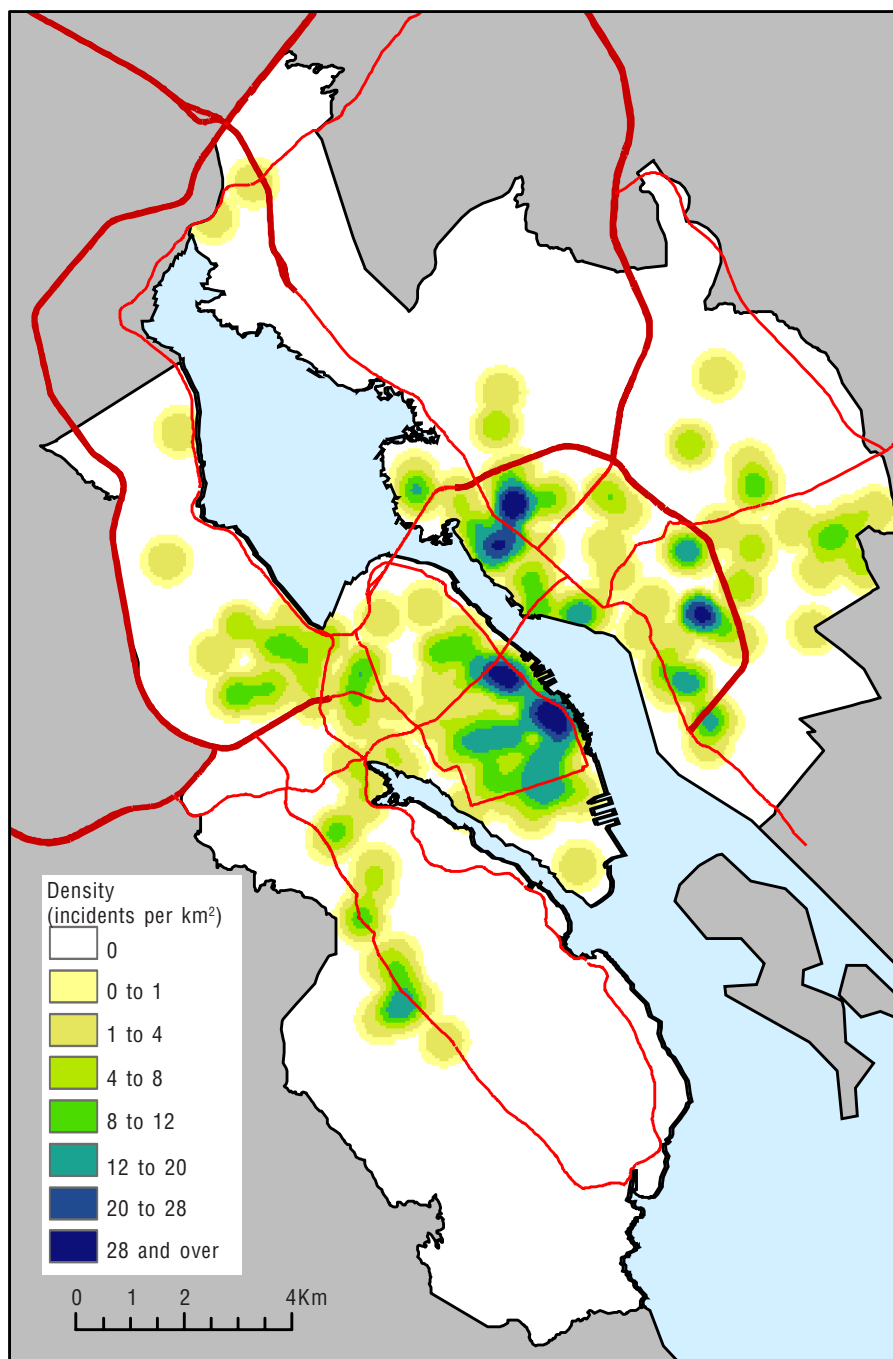 Density
(incidents per km²)
0
0 to 1
1 to 4
4 to 8
8 to 12
12 to 20
20 to 28
28 and over
0 1 2 4Km